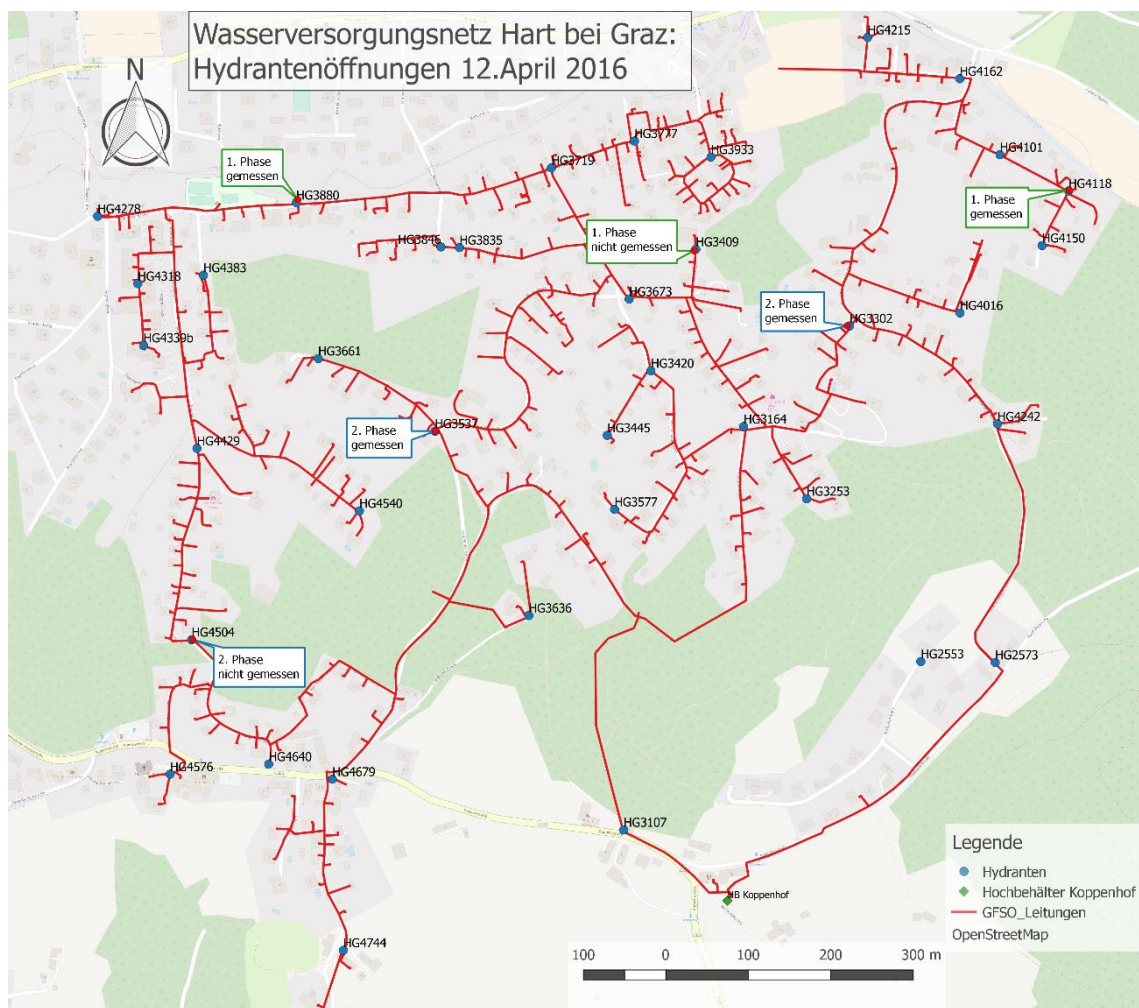 Wasserversorgungsnetz Hart bei Graz:
Hydrantenöffnungen 12.April 2016
N
HG4215
HG4162
HG3777
HG3933
HG3719
HG4101
1. Phase
gemessen
HG3880
HG4118
1. Phase
gemessen
HG4278
1. Phase
nicht gemessen
HG3409
HG3846
HG3835
HG4150
HG4383
HG4318
HG3673
HG4016
2. Phase
gemessen
HG3302
HG4339b
HG3661
HG3420
2. Phase
gemessen
HG3537
HG3164
HG4242
HG3445
HG4429
HG3253
HG3577
HG4540
HG3636
HG4504
2. Phase
nicht gemessen
HG2553
HG2573
HG4640
HG4576
HG4679
HG3107
HB Koppenhof
HG4744
Legende
Hydranten
Hochbehälter Koppenhof
GFSO_Leitungen
OpenStreetMap
100 0 100 200 300 m